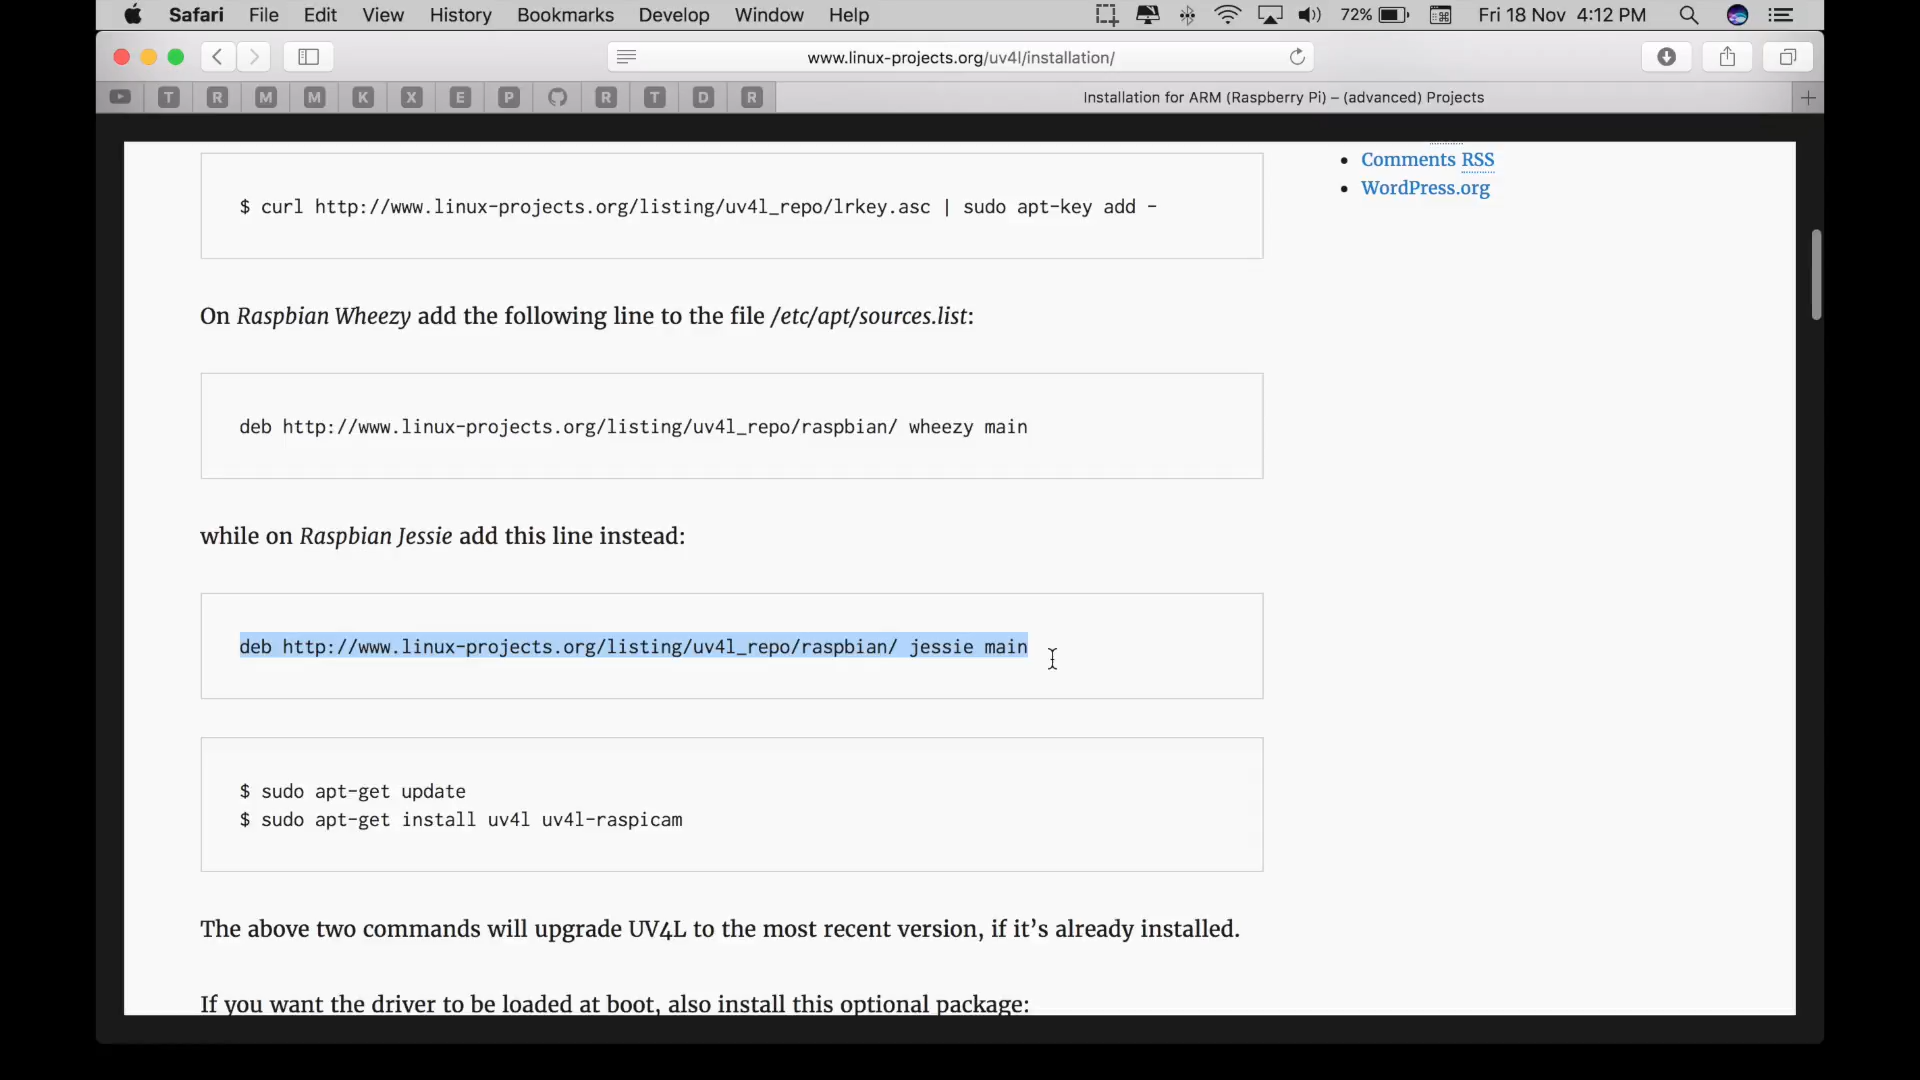 Safari File Edit View History Bookmarks Develop Window Help 72% Fri 18 Nov 4:12 PM
www.linux-projects.org/uv4l/installation/
T R M M K X E P R T D R Installation for ARM (Raspberry Pi) – (advanced) Projects
Comments RSS
WordPress.org
$ curl http://www.linux-projects.org/listing/uv4l_repo/lrkey.asc | sudo apt-key add -
On Raspbian Wheezy add the following line to the file /etc/apt/sources.list:
deb http://www.linux-projects.org/listing/uv4l_repo/raspbian/ wheezy main
while on Raspbian Jessie add this line instead:
deb http://www.linux-projects.org/listing/uv4l_repo/raspbian/ jessie main
$ sudo apt-get update
$ sudo apt-get install uv4l uv4l-raspicam
The above two commands will upgrade UV4L to the most recent version, if it’s already installed.
If you want the driver to be loaded at boot, also install this optional package: